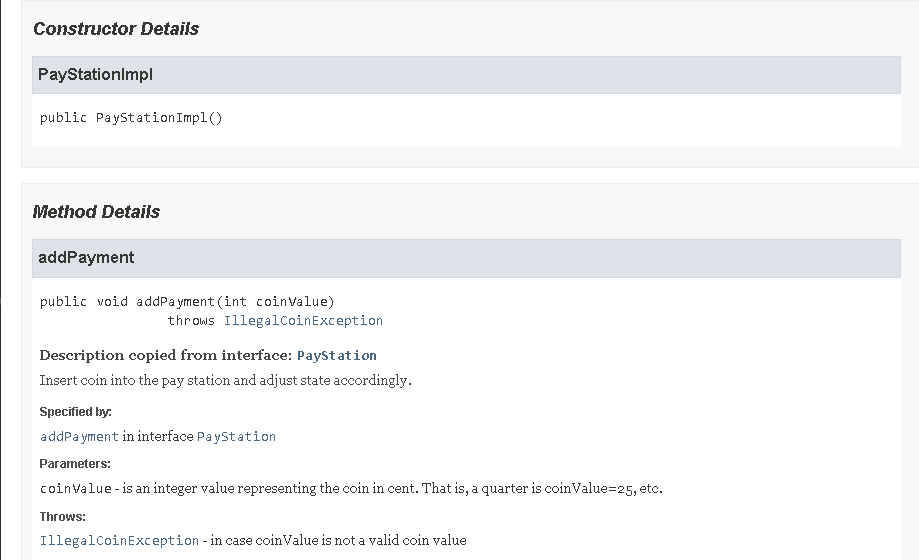 Constructor Details
PayStationImpl
public PayStationImpl()
Method Details
addPayment
public void addPayment(int coinValue)
throws IllegalCoinException
Description copied from interface: PayStation
Insert coin into the pay station and adjust state accordingly.
Specified by:
addPayment in interface PayStation
Parameters:
coinValue - is an integer value representing the coin in cent. That is, a quarter is coinValue=25, etc.
Throws:
IllegalCoinException - in case coinValue is not a valid coin value